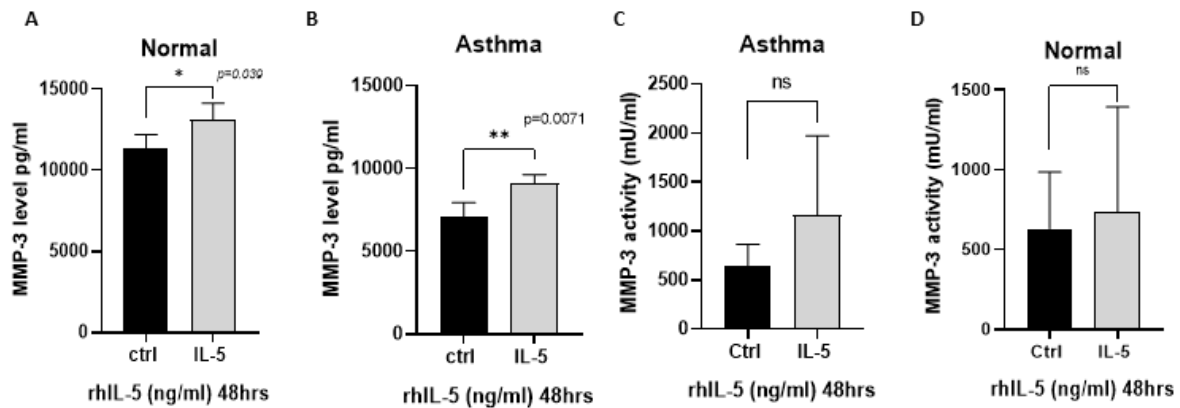 A
Normal
*
p=0.039
MMP-3 level pg/ml
15000
10000
5000
0
ctrl IL-5
rhIL-5 (ng/ml) 48hrs
B
Asthma
p=0.0071
**
MMP-3 level pg/ml
15000
10000
5000
0
ctrl IL-5
rhIL-5 (ng/ml) 48hrs
C
Asthma
ns
MMP-3 activity (mU/ml)
2500
2000
1500
1000
500
0
Ctrl IL-5
rhIL-5 (ng/ml) 48hrs
D
Normal
ns
MMP-3 activity (mU/ml)
1500
1000
500
0
Ctrl IL-5
rhIL-5 (ng/ml) 48hrs